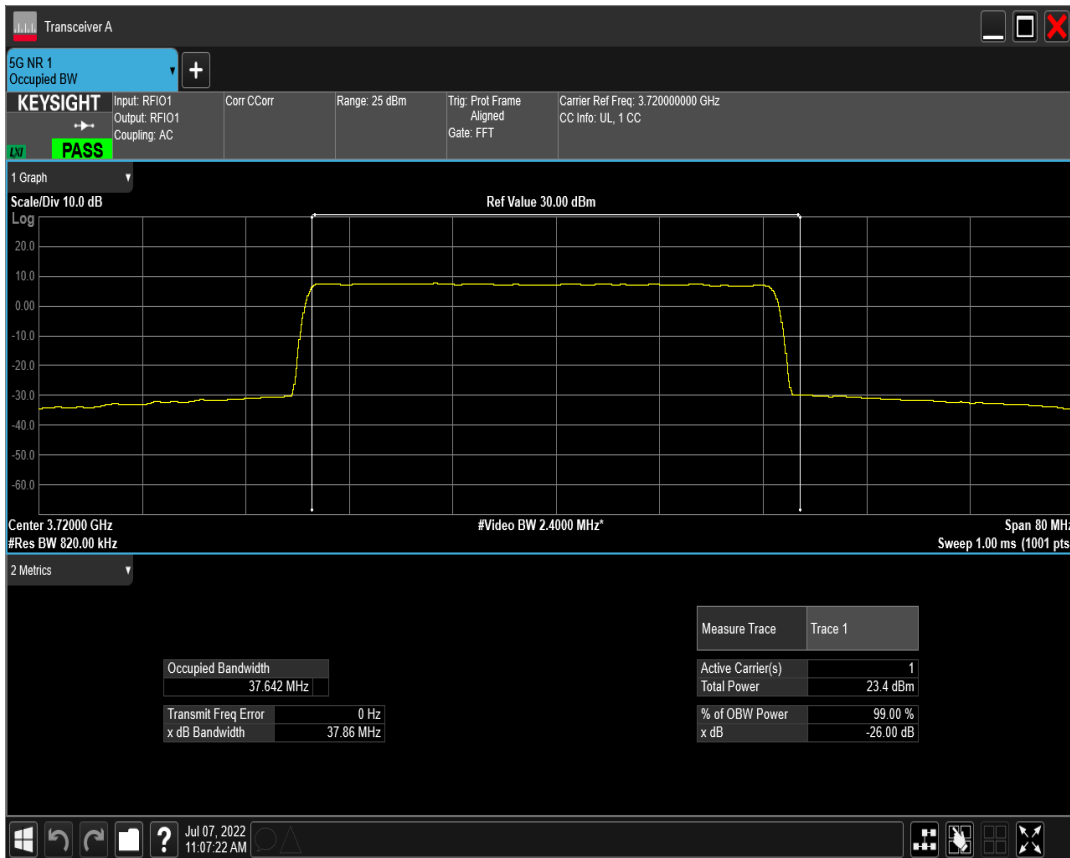 Transceiver A
5G NR 1
Occupied BW
+
KEYSIGHT
LXI
PASS
Input: RFIO1
Output: RFIO1
Coupling: AC
Corr CCorr
Range: 25 dBm
Trig: Prot Frame
Aligned
Gate: FFT
Carrier Ref Freq: 3.720000000 GHz
CC Info: UL, 1 CC
1 Graph
Scale/Div 10.0 dB
Ref Value 30.00 dBm
Log
20.0
10.0
0.00
-10.0
-20.0
-30.0
-40.0
-50.0
-60.0
Center 3.72000 GHz
#Video BW 2.4000 MHz*
Span 80 MHz
#Res BW 820.00 kHz
Sweep 1.00 ms (1001 pts
2 Metrics
Measure Trace Trace 1
Occupied Bandwidth
37.642 MHz
Active Carrier(s) 1
Total Power 23.4 dBm
Transmit Freq Error 0 Hz
x dB Bandwidth 37.86 MHz
% of OBW Power 99.00 %
x dB -26.00 dB
?
Jul 07, 2022
11:07:22 AM